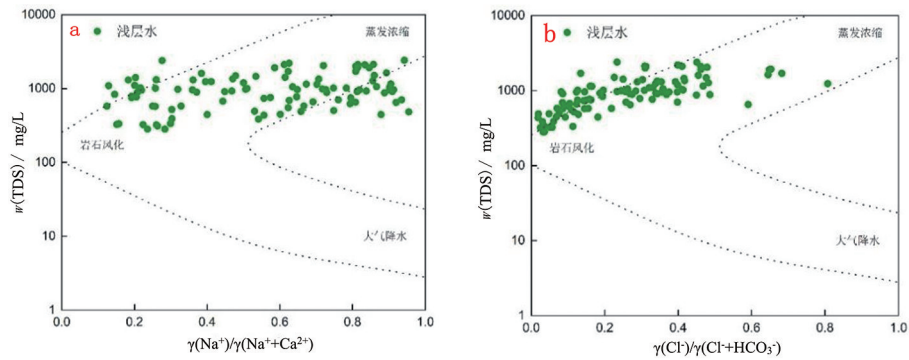 a
浅层水
蒸发浓缩
岩石风化
大气降水
10000
1000
100
10
1
w(TDS) / mg/L
0.0 0.2 0.4 0.6 0.8 1.0
γ(Na⁺)/γ(Na⁺+Ca²⁺)
b
浅层水
蒸发浓缩
岩石风化
大气降水
10000
1000
100
10
1
w(TDS) / mg/L
0.0 0.2 0.4 0.6 0.8 1.0
γ(Cl⁻)/γ(Cl⁻+HCO₃⁻)